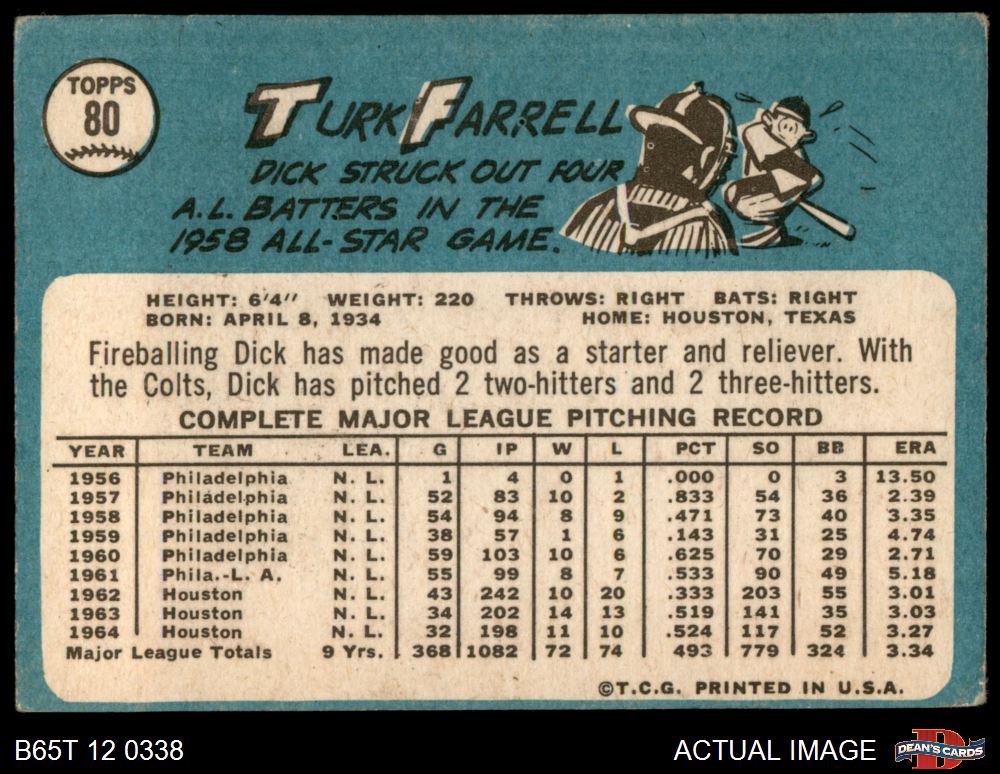 TOPPS
80
TURK FARRELL
DICK STRUCK OUT FOUR
A.L. BATTERS IN THE
1958 ALL-STAR GAME.
HEIGHT: 6'4" WEIGHT: 220 THROWS: RIGHT BATS: RIGHT
BORN: APRIL 8, 1934 HOME: HOUSTON, TEXAS
Fireballing Dick has made good as a starter and reliever. With
the Colts, Dick has pitched 2 two-hitters and 2 three-hitters.
COMPLETE MAJOR LEAGUE PITCHING RECORD
YEAR TEAM LEA. G IP W L PCT SO BB ERA
1956 Philadelphia N. L. 1 4 0 1 .000 0 3 13.50
1957 Philadelphia N. L. 52 83 10 2 .833 54 36 2.39
1958 Philadelphia N. L. 54 94 8 9 .471 73 40 3.35
1959 Philadelphia N. L. 38 57 1 6 .143 31 25 4.74
1960 Philadelphia N. L. 59 103 10 6 .625 70 29 2.71
1961 Phila.-L. A. N. L. 55 99 8 7 .533 90 49 5.18
1962 Houston N. L. 43 242 10 20 .333 203 55 3.01
1963 Houston N. L. 34 202 14 13 .519 141 35 3.03
1964 Houston N. L. 32 198 11 10 .524 117 52 3.27
Major League Totals 9 Yrs. 368 1082 72 74 493 779 324 3.34
©T.C.G. PRINTED IN U.S.A.
B65T 12 0338 ACTUAL IMAGE DEAN'S CARDS